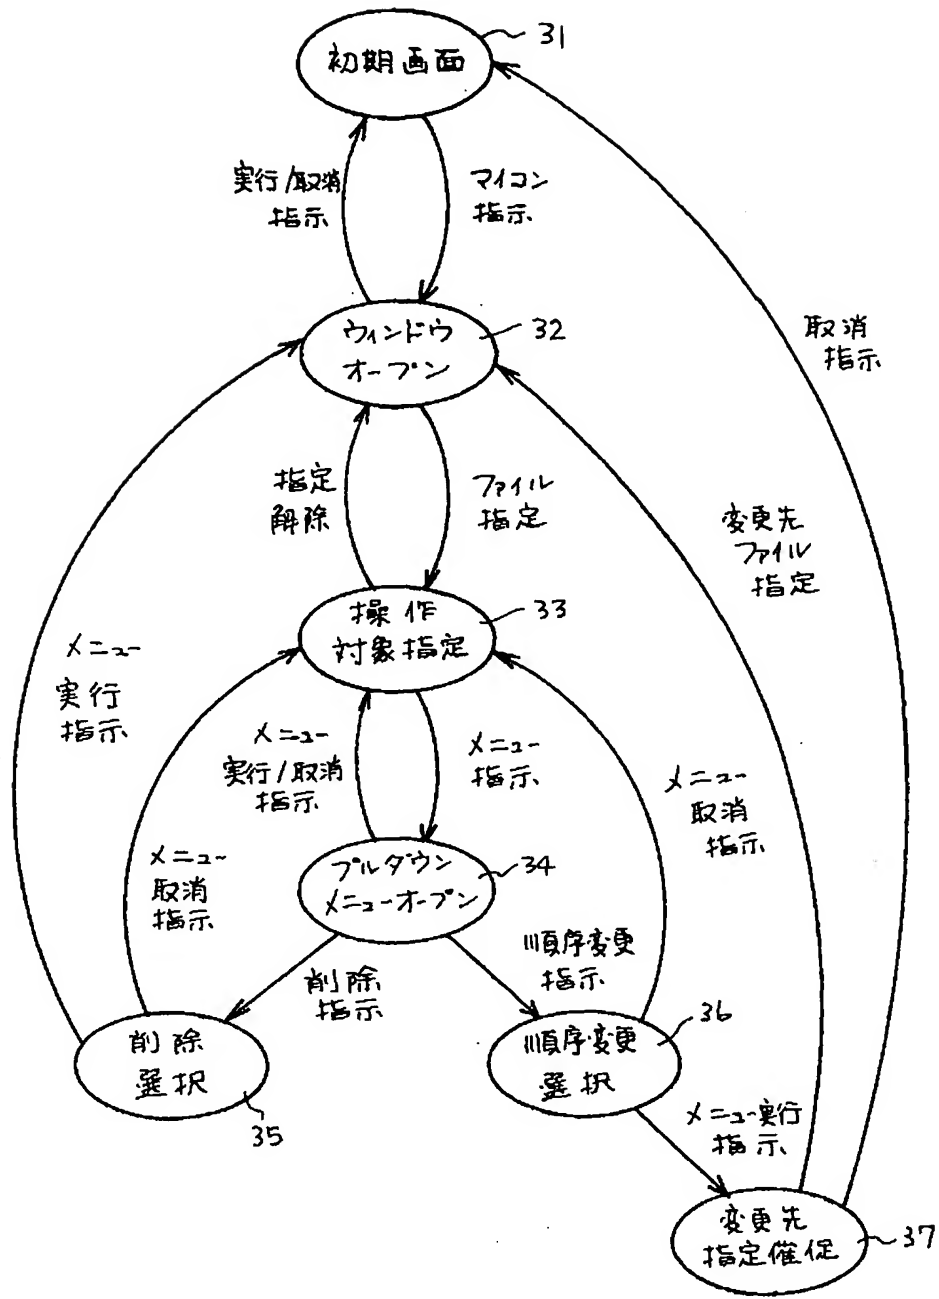 初期画面
31
実行/取消
指示
マイコン
指示
ウィンドウ
オープン
32
取消
指示
指定
解除
ファイル
指定
変更先
ファイル
指定
操作
対象指定
33
メニュー
実行
指示
メニュー
実行/取消
指示
メニュー
指示
メニュー
取消
指示
メニュー
取消
指示
プルダウン
メニューオープン
34
削除
指示
順序変更
指示
削除
選択
35
順序変更
選択
36
メニュー実行
指示
変更先
指定催促
37